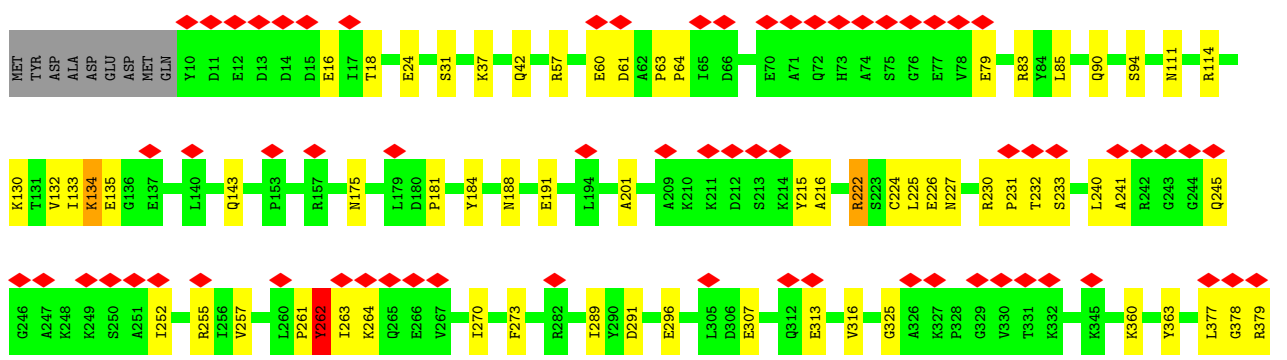 MET TYR ASP ALA ASP GLU ASP MET GLN Y10 D11 E12 D13 D14 D15 E16 I17 T18 E24 S31 K37 Q42 R57 E60 D61 A62 P63 P64 I65 D66 E70 A71 Q72 H73 A74 S75 G76 E77 V78 E79 R83 Y84 L85 Q90 S94 N111 R114
K130 T131 V132 I133 K134 E135 G136 E137 L140 Q143 P153 R157 N175 L179 D180 P181 Y184 N188 E191 L194 A201 A209 K210 K211 D212 S213 K214 Y215 A216 R222 S223 C224 L225 E226 N227 R230 P231 T232 S233 L240 A241 R242 G243 G244 Q245
G246 A247 K248 K249 S250 A251 I252 R255 I256 V257 L260 P261 Y262 I263 K264 Q265 E266 V267 I270 F273 R282 I289 Y290 D291 E296 L305 D306 E307 Q312 E313 V316 G325 A326 K327 P328 G329 V330 T331 K332 K345 K360 Y363 L377 G378 R379